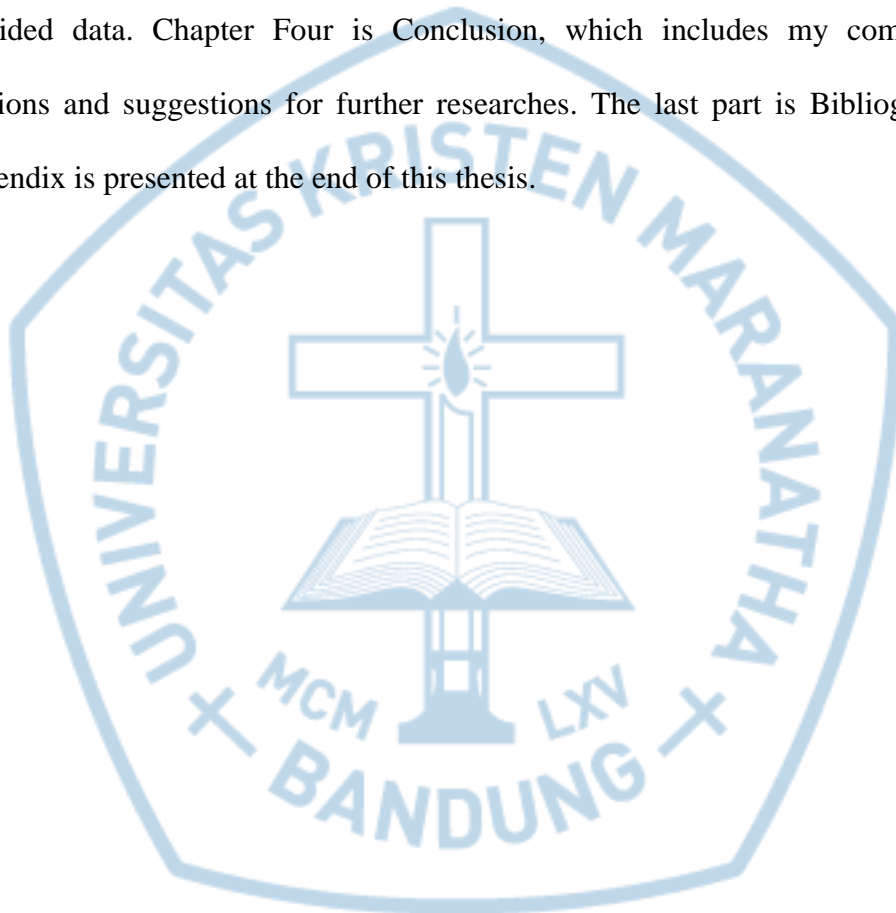 ided data. Chapter Four is Conclusion, which includes my com
ions and suggestions for further researches. The last part is Bibliog
endix is presented at the end of this thesis.
UNIVERSITAS KRISTEN MARANATHA
MCM LXV
BANDUNG